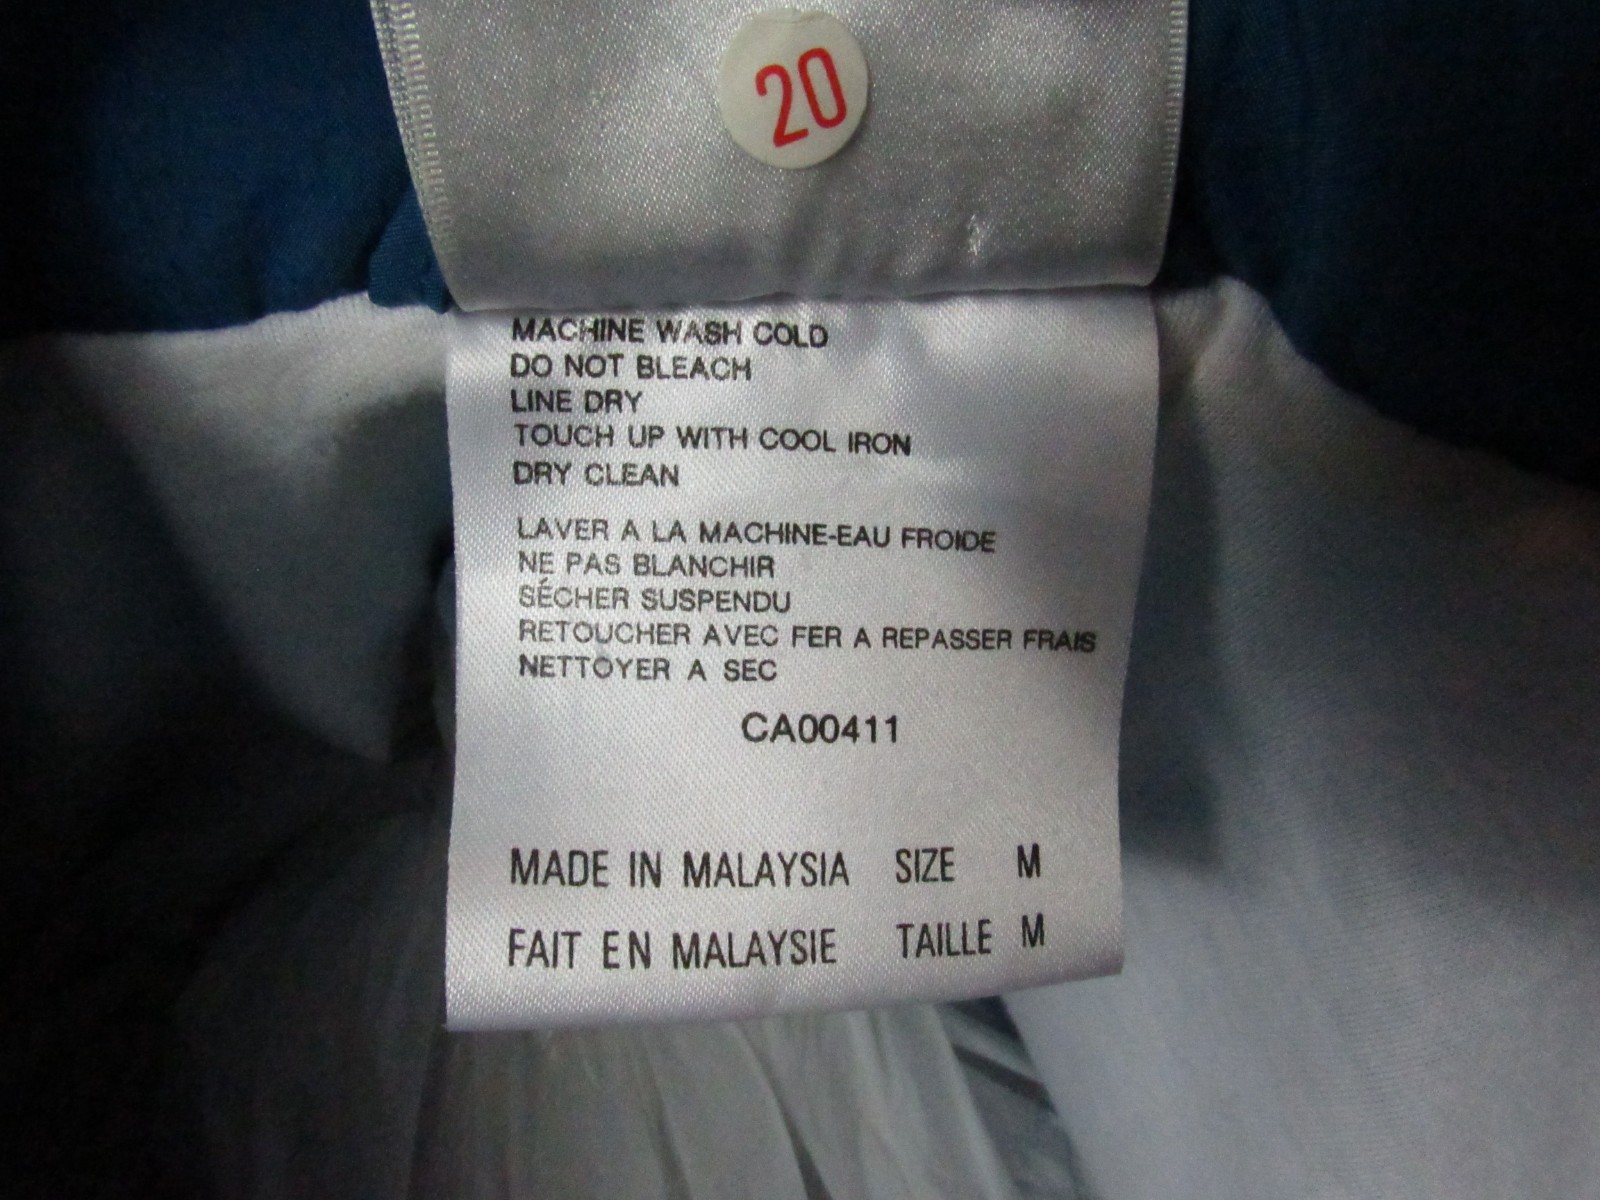 20
MACHINE WASH COLD
DO NOT BLEACH
LINE DRY
TOUCH UP WITH COOL IRON
DRY CLEAN
LAVER A LA MACHINE-EAU FROIDE
NE PAS BLANCHIR
SÉCHER SUSPENDU
RETOUCHER AVEC FER A REPASSER FRAIS
NETTOYER A SEC
CA00411
MADE IN MALAYSIA SIZE M
FAIT EN MALAYSIE TAILLE M